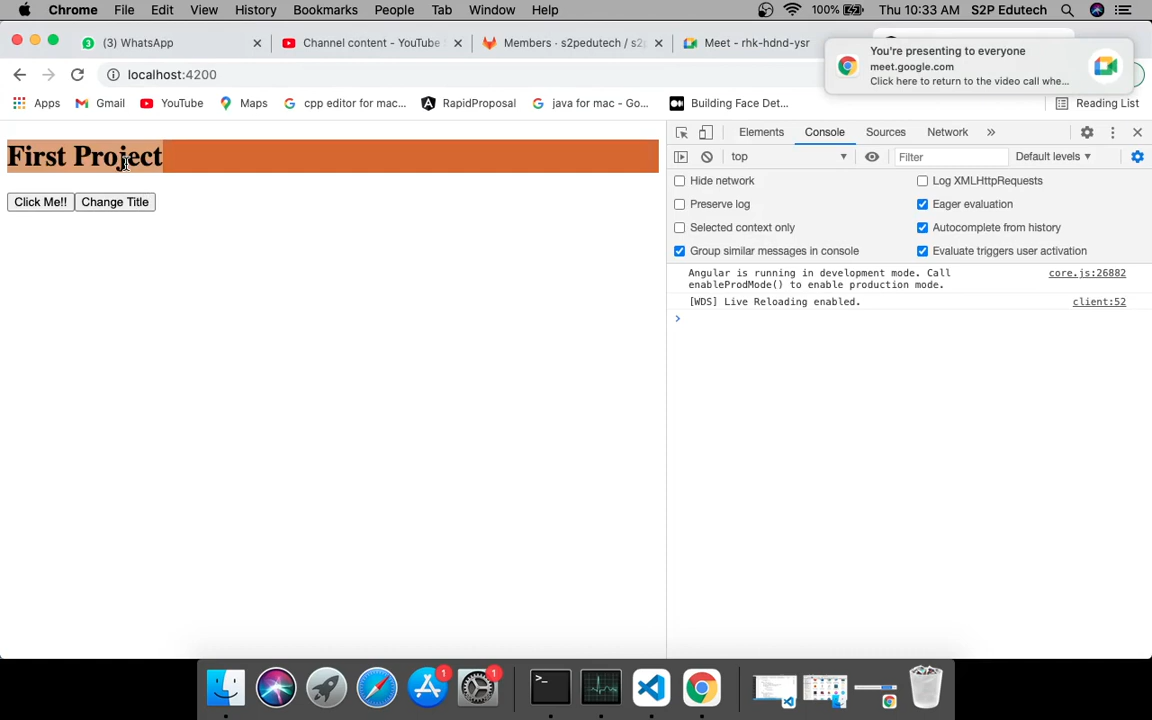 Chrome File Edit View History Bookmarks People Tab Window Help 100% Thu 10:33 AM S2P Edutech
3 (3) WhatsApp Channel content - YouTube Members · s2pedutech / s2 Meet - rhk-hdnd-ysr
You're presenting to everyone
meet.google.com
Click here to return to the video call whe...
localhost:4200
Apps Gmail YouTube Maps cpp editor for mac... RapidProposal java for mac - Go... Building Face Det... Reading List
First Project
Click Me!! Change Title
Elements Console Sources Network »
top Filter Default levels
Hide network Log XMLHttpRequests
Preserve log Eager evaluation
Selected context only Autocomplete from history
Group similar messages in console Evaluate triggers user activation
Angular is running in development mode. Call core.js:26882
enableProdMode() to enable production mode.
[WDS] Live Reloading enabled. client:52
1 1